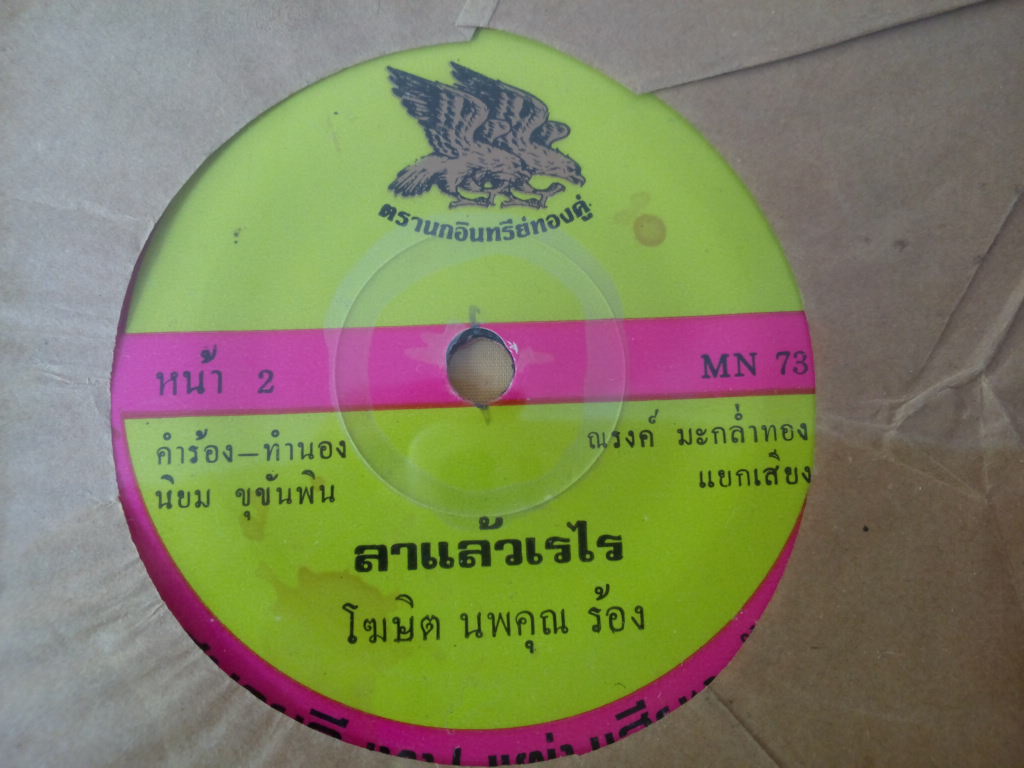 ตรานกอินทรีย์ทองคู่
หน้า 2
MN 73
คำร้อง–ทำนอง
นิยม ขุขันพิน
ณรงค์ มะกล่ำทอง
แยกเสียง
ลาแล้วเรไร
โฆษิต นพคุณ ร้อง